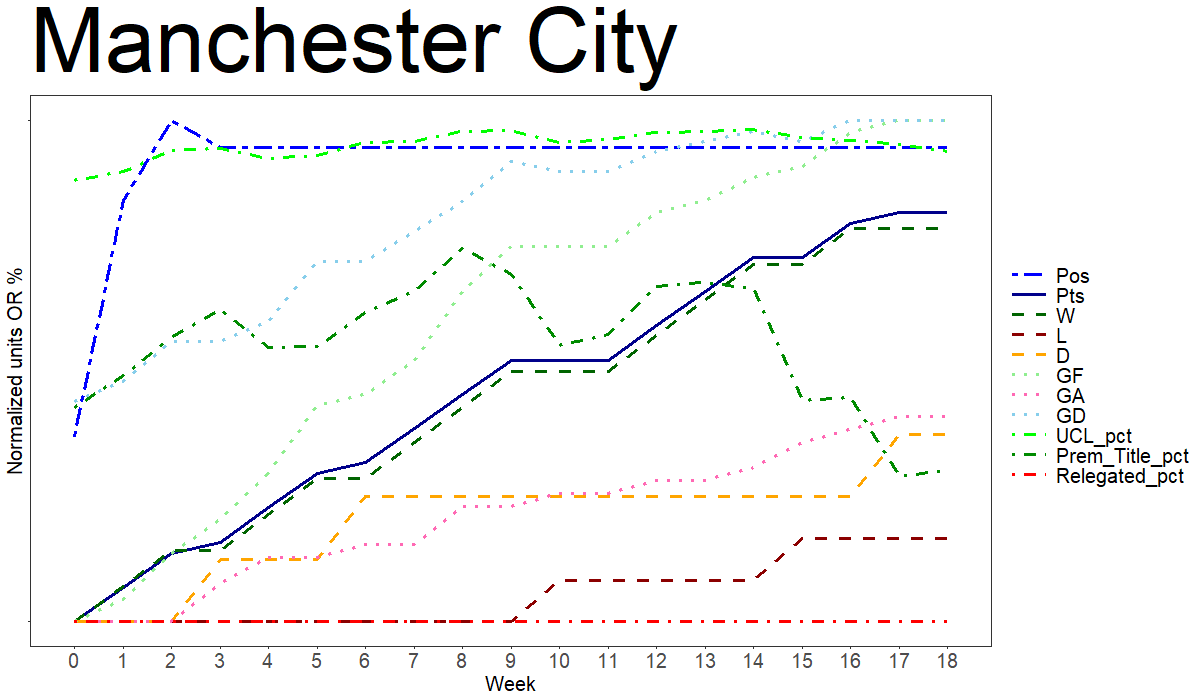 Manchester City
Normalized units OR %
0 1 2 3 4 5 6 7 8 9 10 11 12 13 14 15 16 17 18
Week
Pos
Pts
W
L
D
GF
GA
GD
UCL_pct
Prem_Title_pct
Relegated_pct